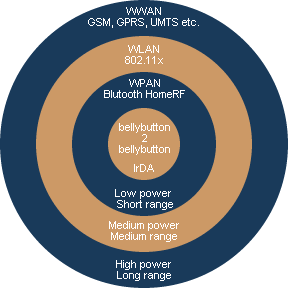 WWAN
GSM, GPRS, UMTS etc.
WLAN
802.11x
WPAN
Blutooth HomeRF
bellybutton
2
bellybutton
IrDA
Low power
Short range
Medium power
Medium range
High power
Long range